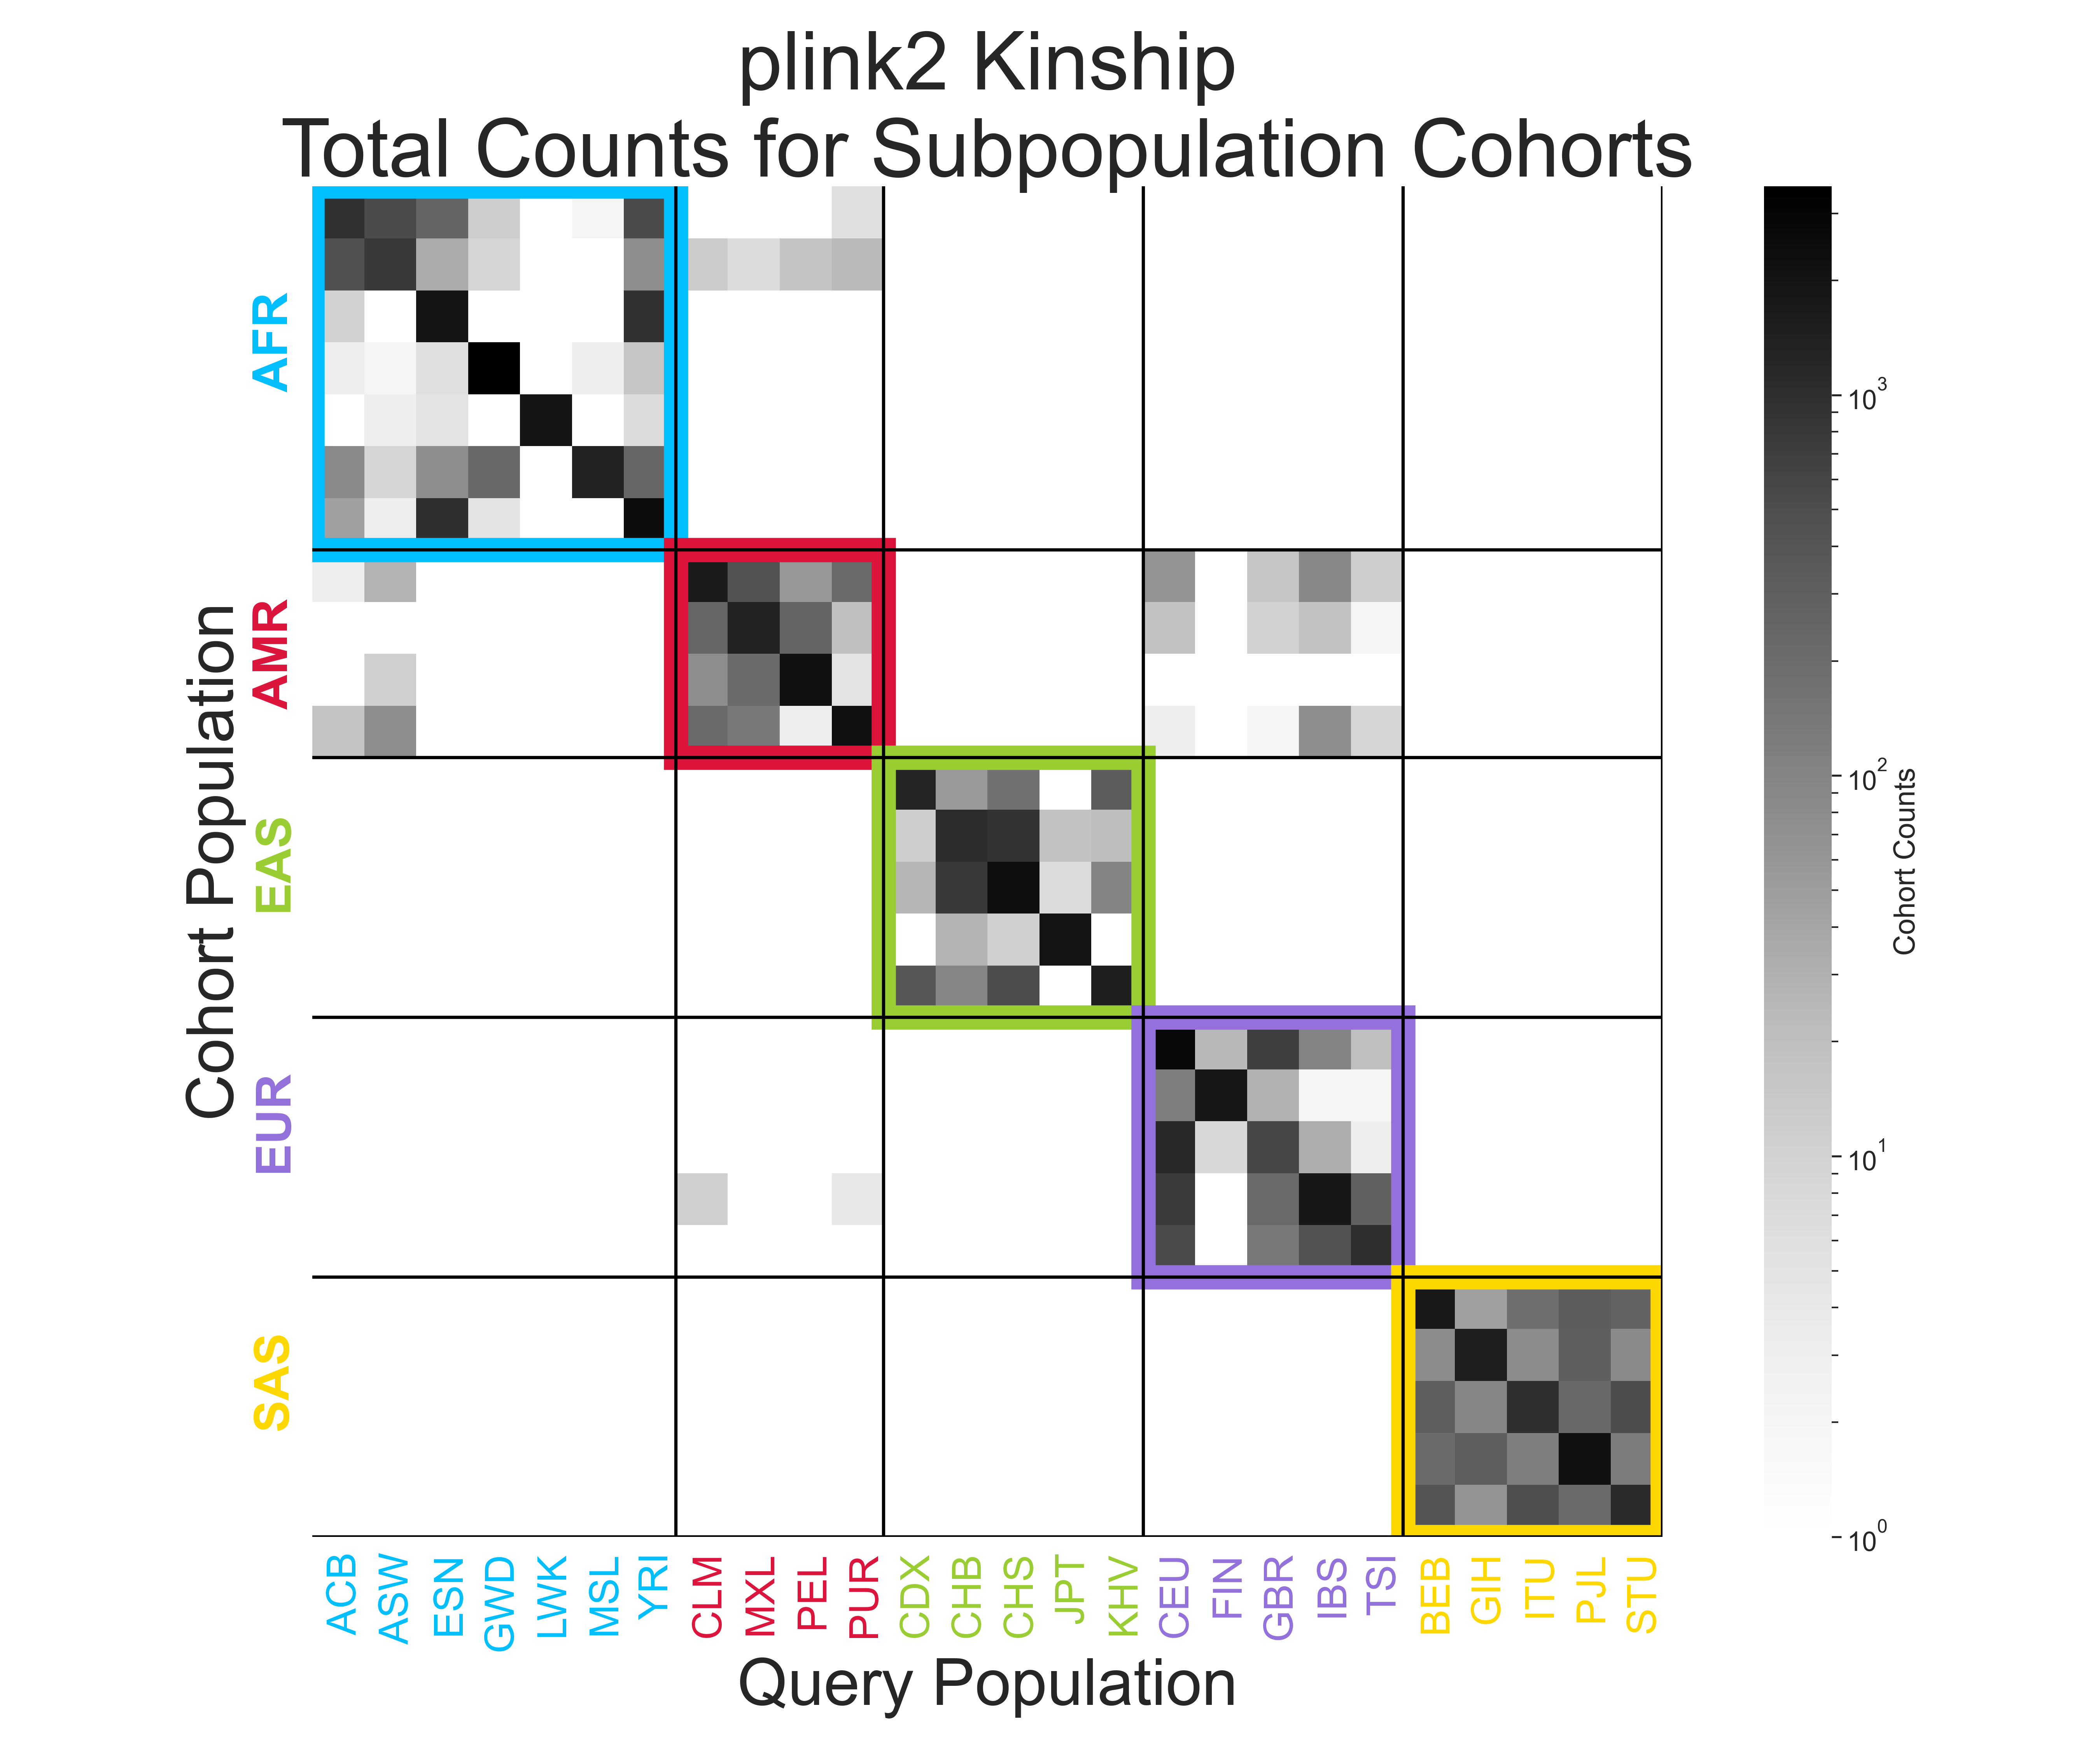 plink2 Kinship
Total Counts for Subpopulation Cohorts
Cohort Population
AFR
AMR
EAS
EUR
SAS
ACB
ASW
ESN
GWD
LWK
MSL
YRI
CLM
MXL
PEL
PUR
CDX
CHB
CHS
JPT
KHV
CEU
FIN
GBR
IBS
TSI
BEB
GIH
ITU
PJL
STU
Query Population
10³
10²
10¹
10⁰
Cohort Counts